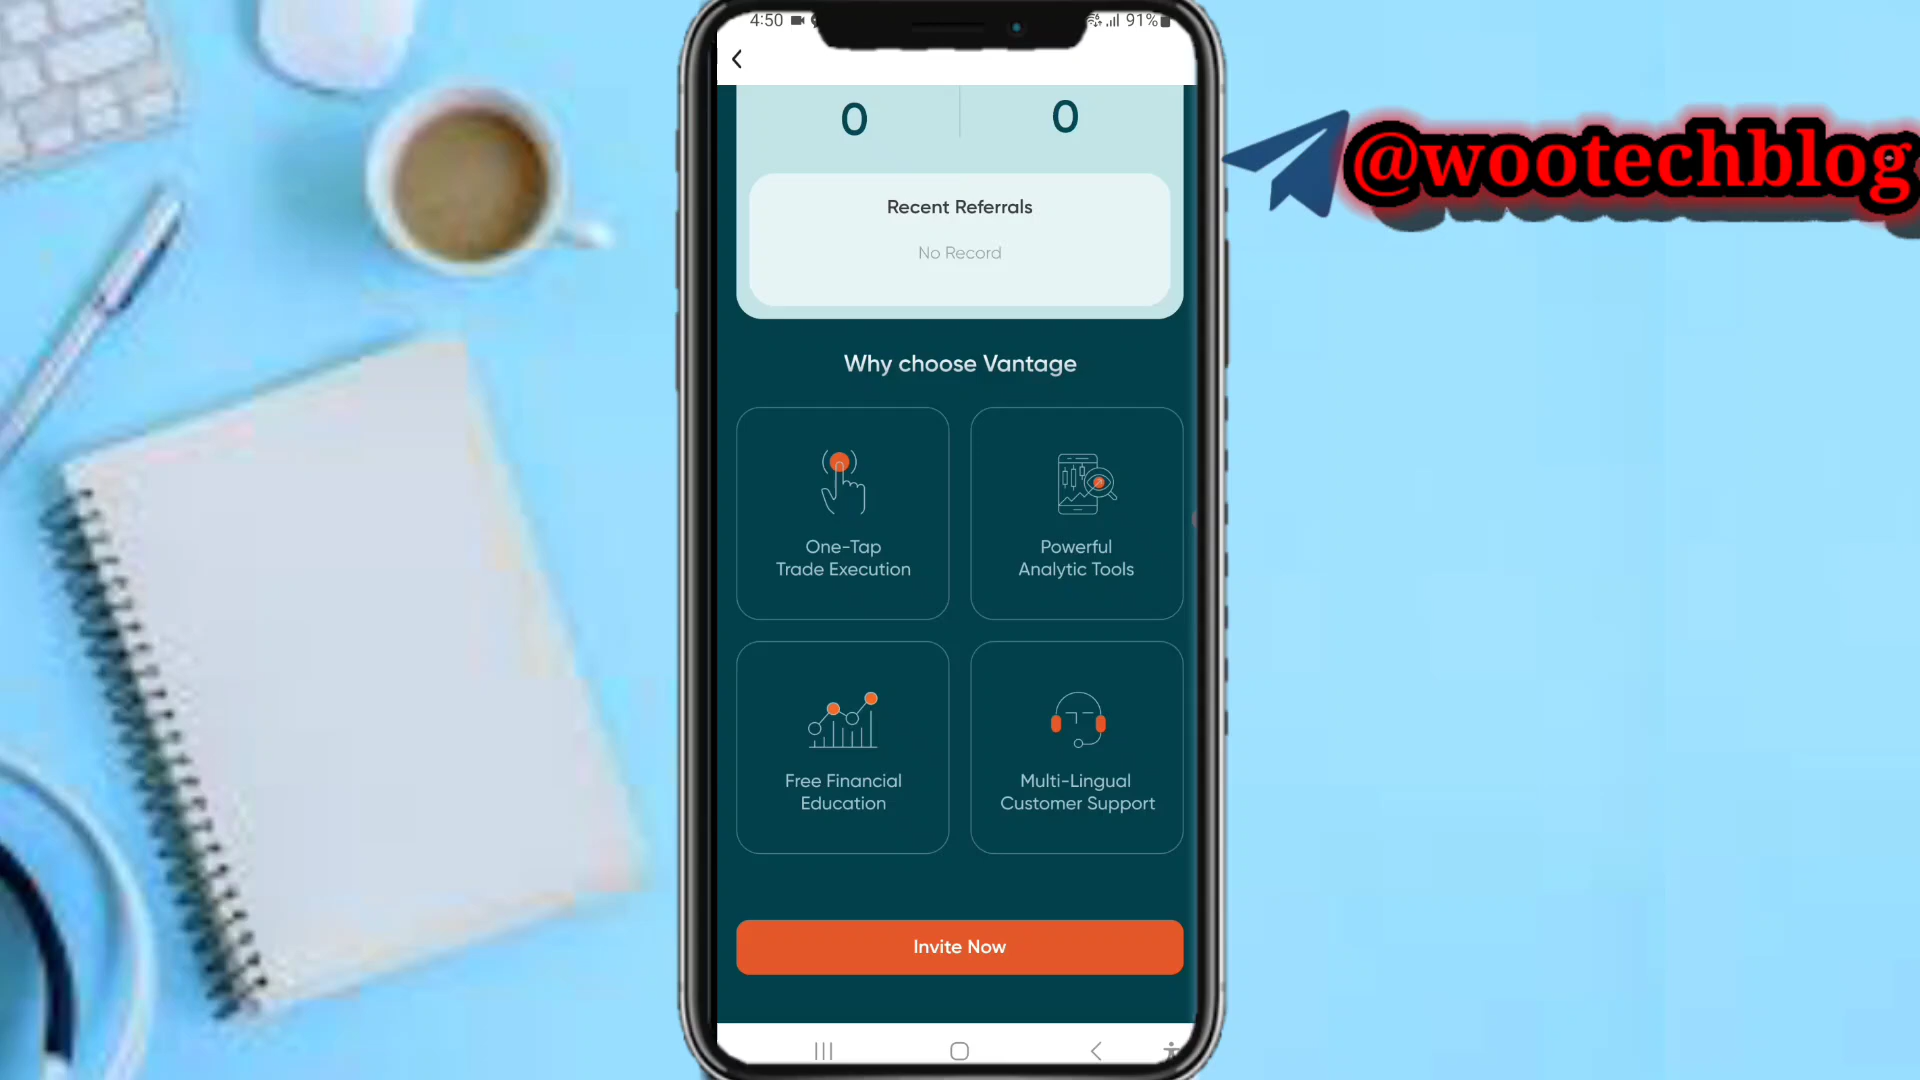 4:50
91%
0
0
@wootechblog
Recent Referrals
No Record
Why choose Vantage
One-Tap
Trade Execution
Powerful
Analytic Tools
Free Financial
Education
Multi-Lingual
Customer Support
Invite Now